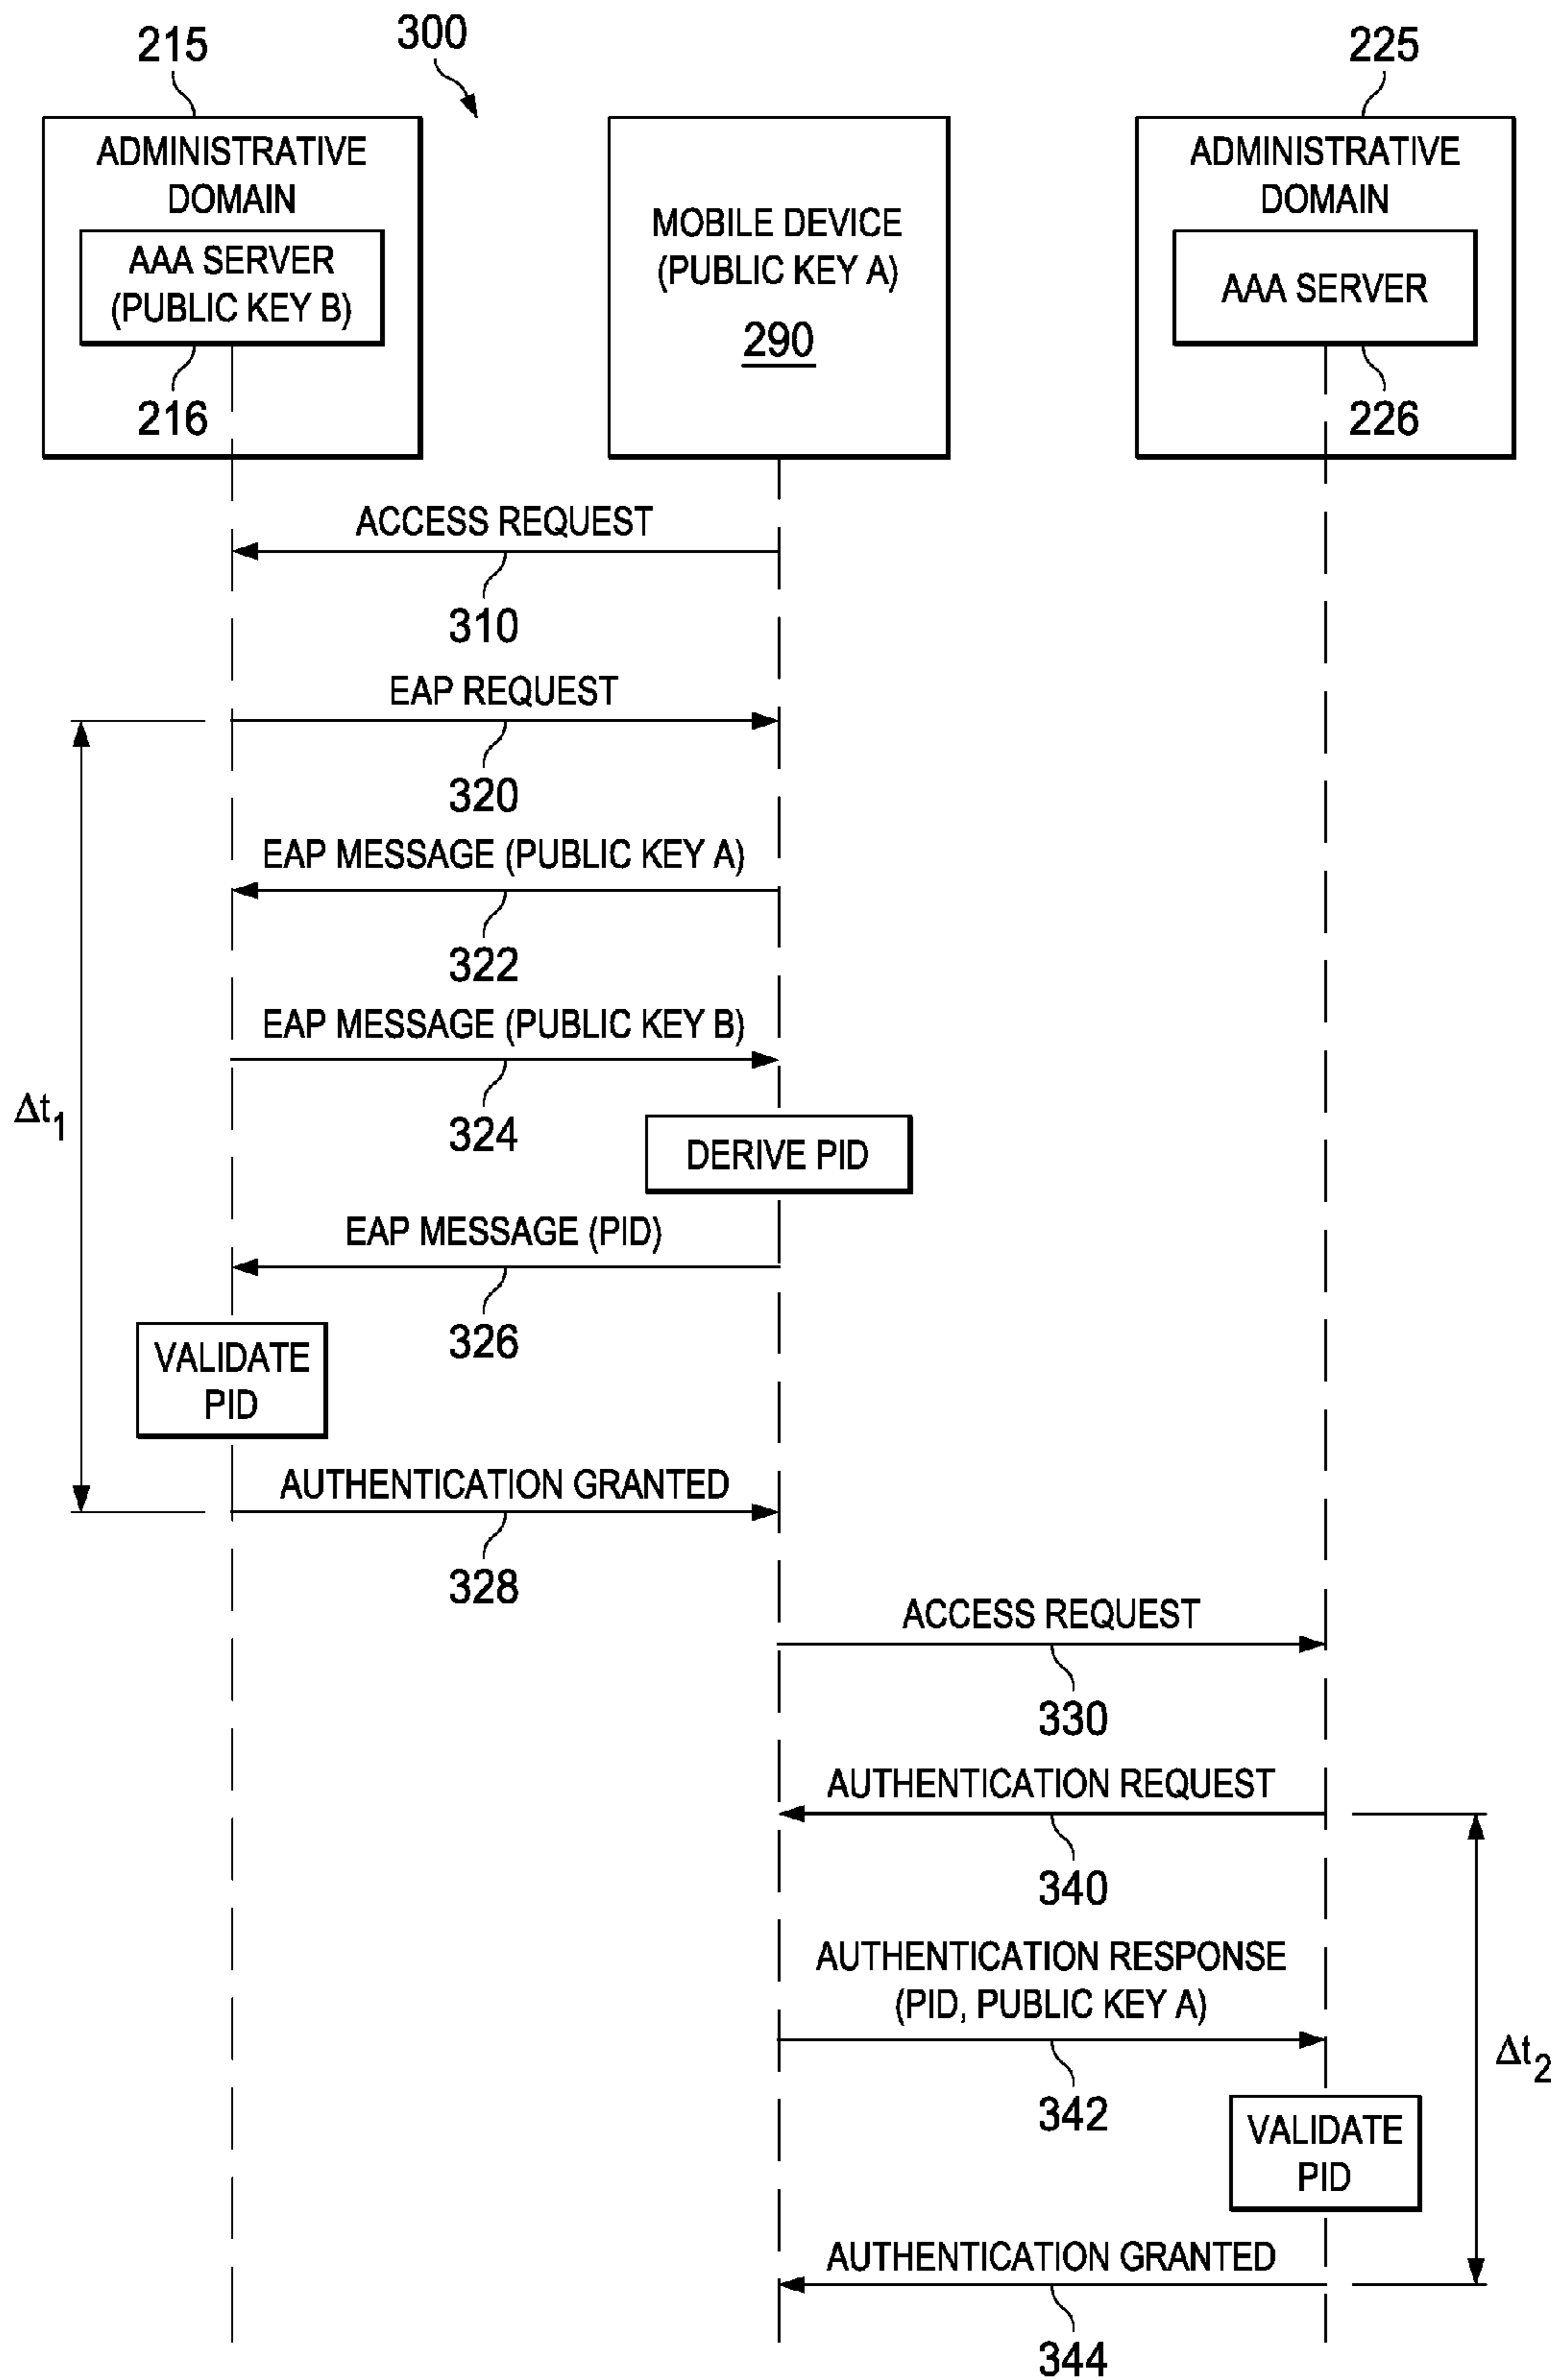 300
215
225
ADMINISTRATIVE
DOMAIN
AAA SERVER
(PUBLIC KEY B)
216
MOBILE DEVICE
(PUBLIC KEY A)
290
ADMINISTRATIVE
DOMAIN
AAA SERVER
226
ACCESS REQUEST
310
EAP REQUEST
320
EAP MESSAGE (PUBLIC KEY A)
322
EAP MESSAGE (PUBLIC KEY B)
324
Δt1
DERIVE PID
EAP MESSAGE (PID)
326
VALIDATE
PID
AUTHENTICATION GRANTED
328
ACCESS REQUEST
330
AUTHENTICATION REQUEST
340
AUTHENTICATION RESPONSE
(PID, PUBLIC KEY A)
342
Δt2
VALIDATE
PID
AUTHENTICATION GRANTED
344